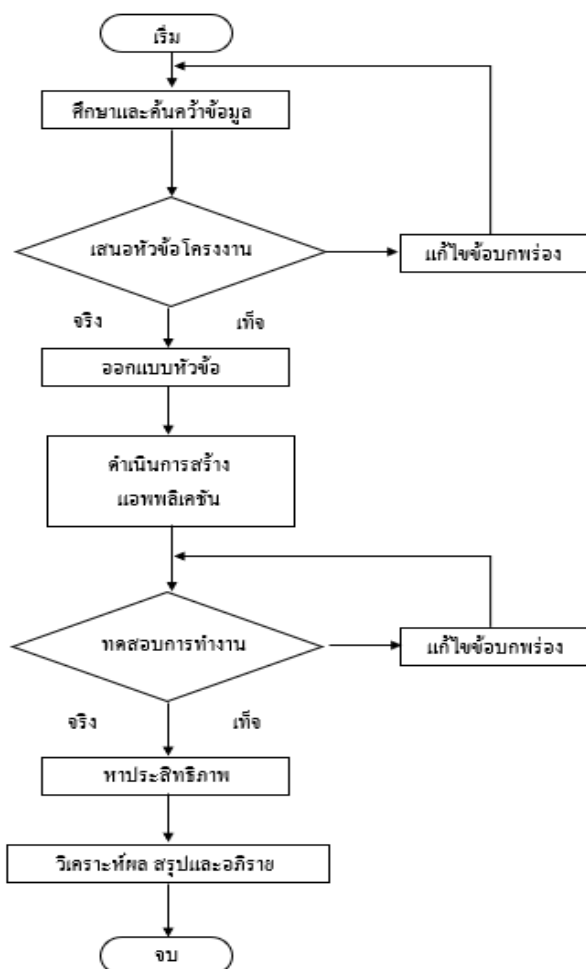 เริ่ม
ศึกษาและค้นคว้าข้อมูล
เสนอหัวข้อโครงงาน
แก้ไขข้อบกพร่อง
จริง
เท็จ
ออกแบบหัวข้อ
ดำเนินการสร้าง
แอพพลิเคชัน
ทดสอบการทำงาน
แก้ไขข้อบกพร่อง
จริง
เท็จ
หาประสิทธิภาพ
วิเคราะห์ผล สรุปและอภิราย
จบ